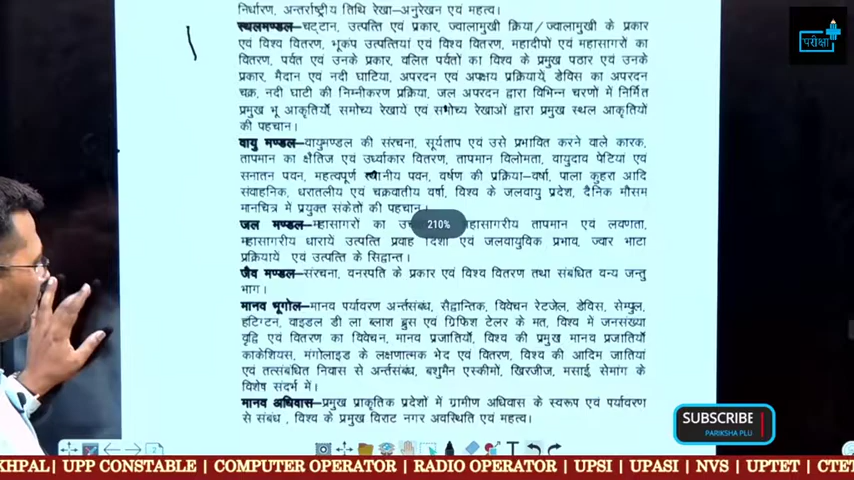 निर्धारण, अन्तर्राष्ट्रीय तिथि रेखा–अनुरेखन एवं महत्व।
स्थलमण्डल–चट्टान, उत्पत्ति एवं प्रकार, ज्वालामुखी क्रिया/ज्वालामुखी के प्रकार
एवं विश्व वितरण, भूकंप उत्पत्तियां एवं विश्व वितरण, महाद्वीपों एवं महासागरों का
वितरण, पर्यत एवं उनके प्रकार, वलित पर्यतों का विश्व के प्रमुख पठार एवं उनके
प्रकार, मैदान एवं नदी घाटिया, अपरदन एवं अपक्षय प्रक्रियायें, डेविस का अपरदन
चक्र, नदी घाटी की निम्नीकरण प्रक्रिया, जल अपरदन द्वारा विभिन्न चरणों में निर्मित
प्रमुख भू आकृतियों, समोच्य रेखायें एवं समोच्य रेखाओं द्वारा प्रमुख स्थल आकृतियों
की पहचान।
वायु मण्डल–वायुमण्डल की संरचना, सूर्यताप एवं उसे प्रभावित करने वाले कारक,
तापमान का क्षैतिज एवं उर्ध्वाकार वितरण, तापमान विलोमता, वायुदाव पेटियां एवं
सनातन पवन, महत्वपूर्ण स्थानीय पवन, वर्षण की प्रक्रिया–वर्षा, पाला कुहरा आदि
संवाहनिक, धरातलीय एवं चक्रवातीय वर्षा, विश्व के जलवायु प्रदेश, दैनिक मौसम
मानचित्र में प्रयुक्त संकेतों की पहचान।
जल मण्डल–महासागरों का महासागरीय तापमान एवं लवणता,
महासागरीय धारायें उत्पत्ति प्रवाह दिशा एवं जलवायुविक प्रभाव, ज्वार भाटा
प्रक्रियायें एवं उत्पत्ति के सिद्वान्त।
210%
जैव मण्डल–संरचना, वनस्पति के प्रकार एवं विश्व वितरण तथा संबधित वन्य जन्तु
भाग।
मानव भूगोल–मानव पर्यावरण अर्न्तसंबंध, सैद्वान्तिक, विवेचन रेटजेल, डेविस, सेम्पुल,
हटिंग्टन, वाइडल डी ला ब्लाश ब्रुस एवं ग्रिफिश टेलर के मत, विश्व में जनसंख्या
वृद्वि एवं वितरण का विवेचन, मानव प्रजातियों, विश्व की प्रमुख मानव प्रजातियों
काकेशियस, मंगोलाइड के लक्षणात्मक भेद एवं वितरण, विश्व की आदिम जातियां
एवं तत्संबधित निवास से अर्न्तसंबंध, बशुमैन एस्कीमों, खिरजीज, मसाई सेमांग के
विशेष संदर्भ में।
मानव अधिवास–प्रमुख प्राकृतिक प्रदेशों में ग्रामीण अधिवास के स्वरूप एवं पर्यावरण
से संबंध , विश्व के प्रमुख विराट नगर अवस्थिति एवं महत्व।
परीक्षा
SUBSCRIBE
PARIKSHA PLU
KHPAL| UPP CONSTABLE | COMPUTER OPERATOR | RADIO OPERATOR | UPSI | UPASI | NVS | UPTET | CTET